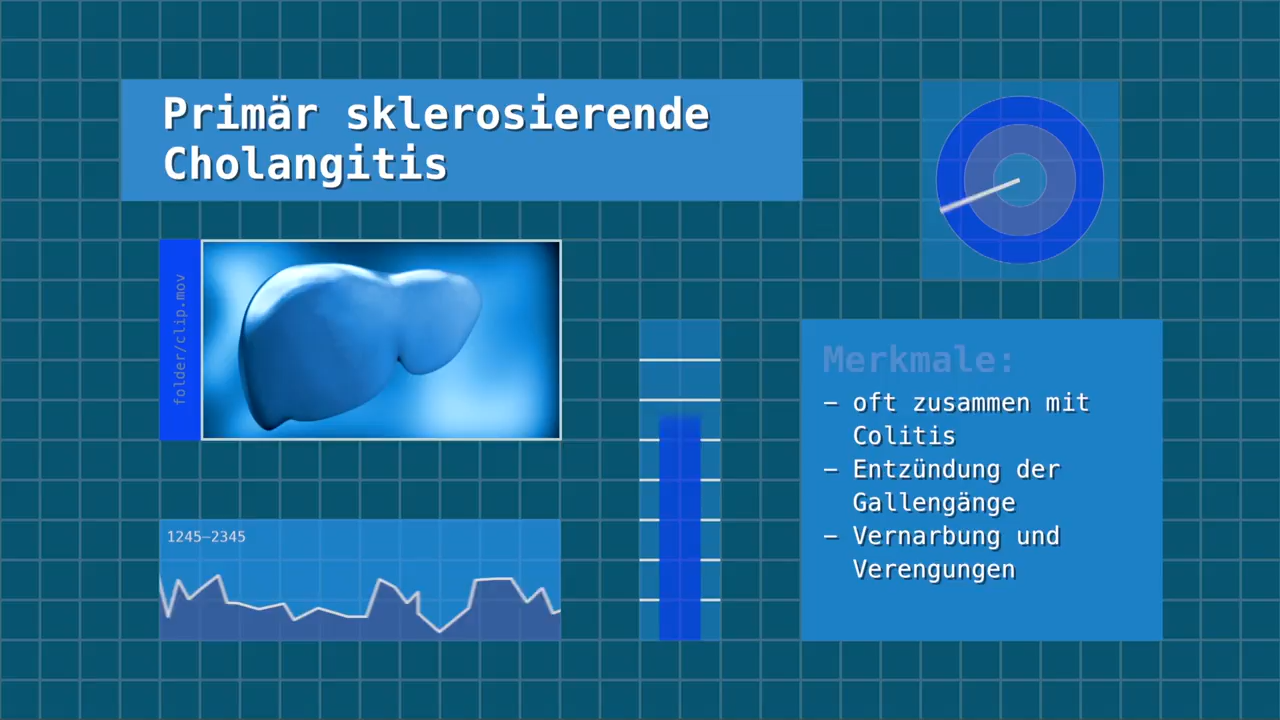 Primär sklerosierende
Cholangitis
folder/clip.mov
1245–2345
Merkmale:
– oft zusammen mit
Colitis
– Entzündung der
Gallengänge
– Vernarbung und
Verengungen